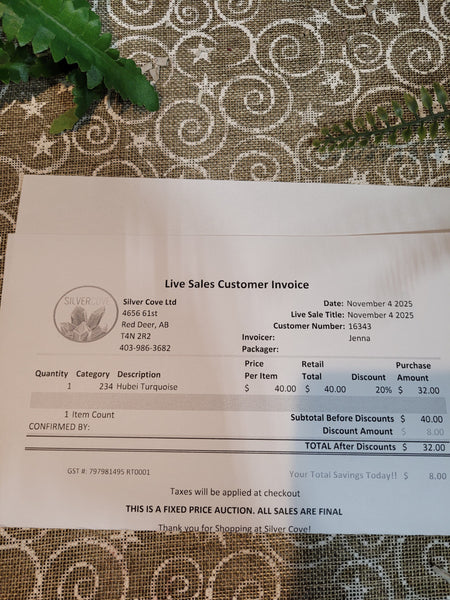 Live Sales Customer Invoice
SILVERCOVE
Silver Cove Ltd
4656 61st
Red Deer, AB
T4N 2R2
403-986-3682
Date: November 4 2025
Live Sale Title: November 4 2025
Customer Number: 16343
Invoicer: Jenna
Packager:
Quantity Category Description Price Per Item Retail Total Discount Purchase Amount
1 234 Hubei Turquoise $ 40.00 $ 40.00 20% $ 32.00
1 Item Count
CONFIRMED BY:
Subtotal Before Discounts $ 40.00
Discount Amount $ 8.00
TOTAL After Discounts $ 32.00
GST #: 797981495 RT0001
Your Total Savings Today!! $ 8.00
Taxes will be applied at checkout
THIS IS A FIXED PRICE AUCTION. ALL SALES ARE FINAL
Thank you for Shopping at Silver Cove!